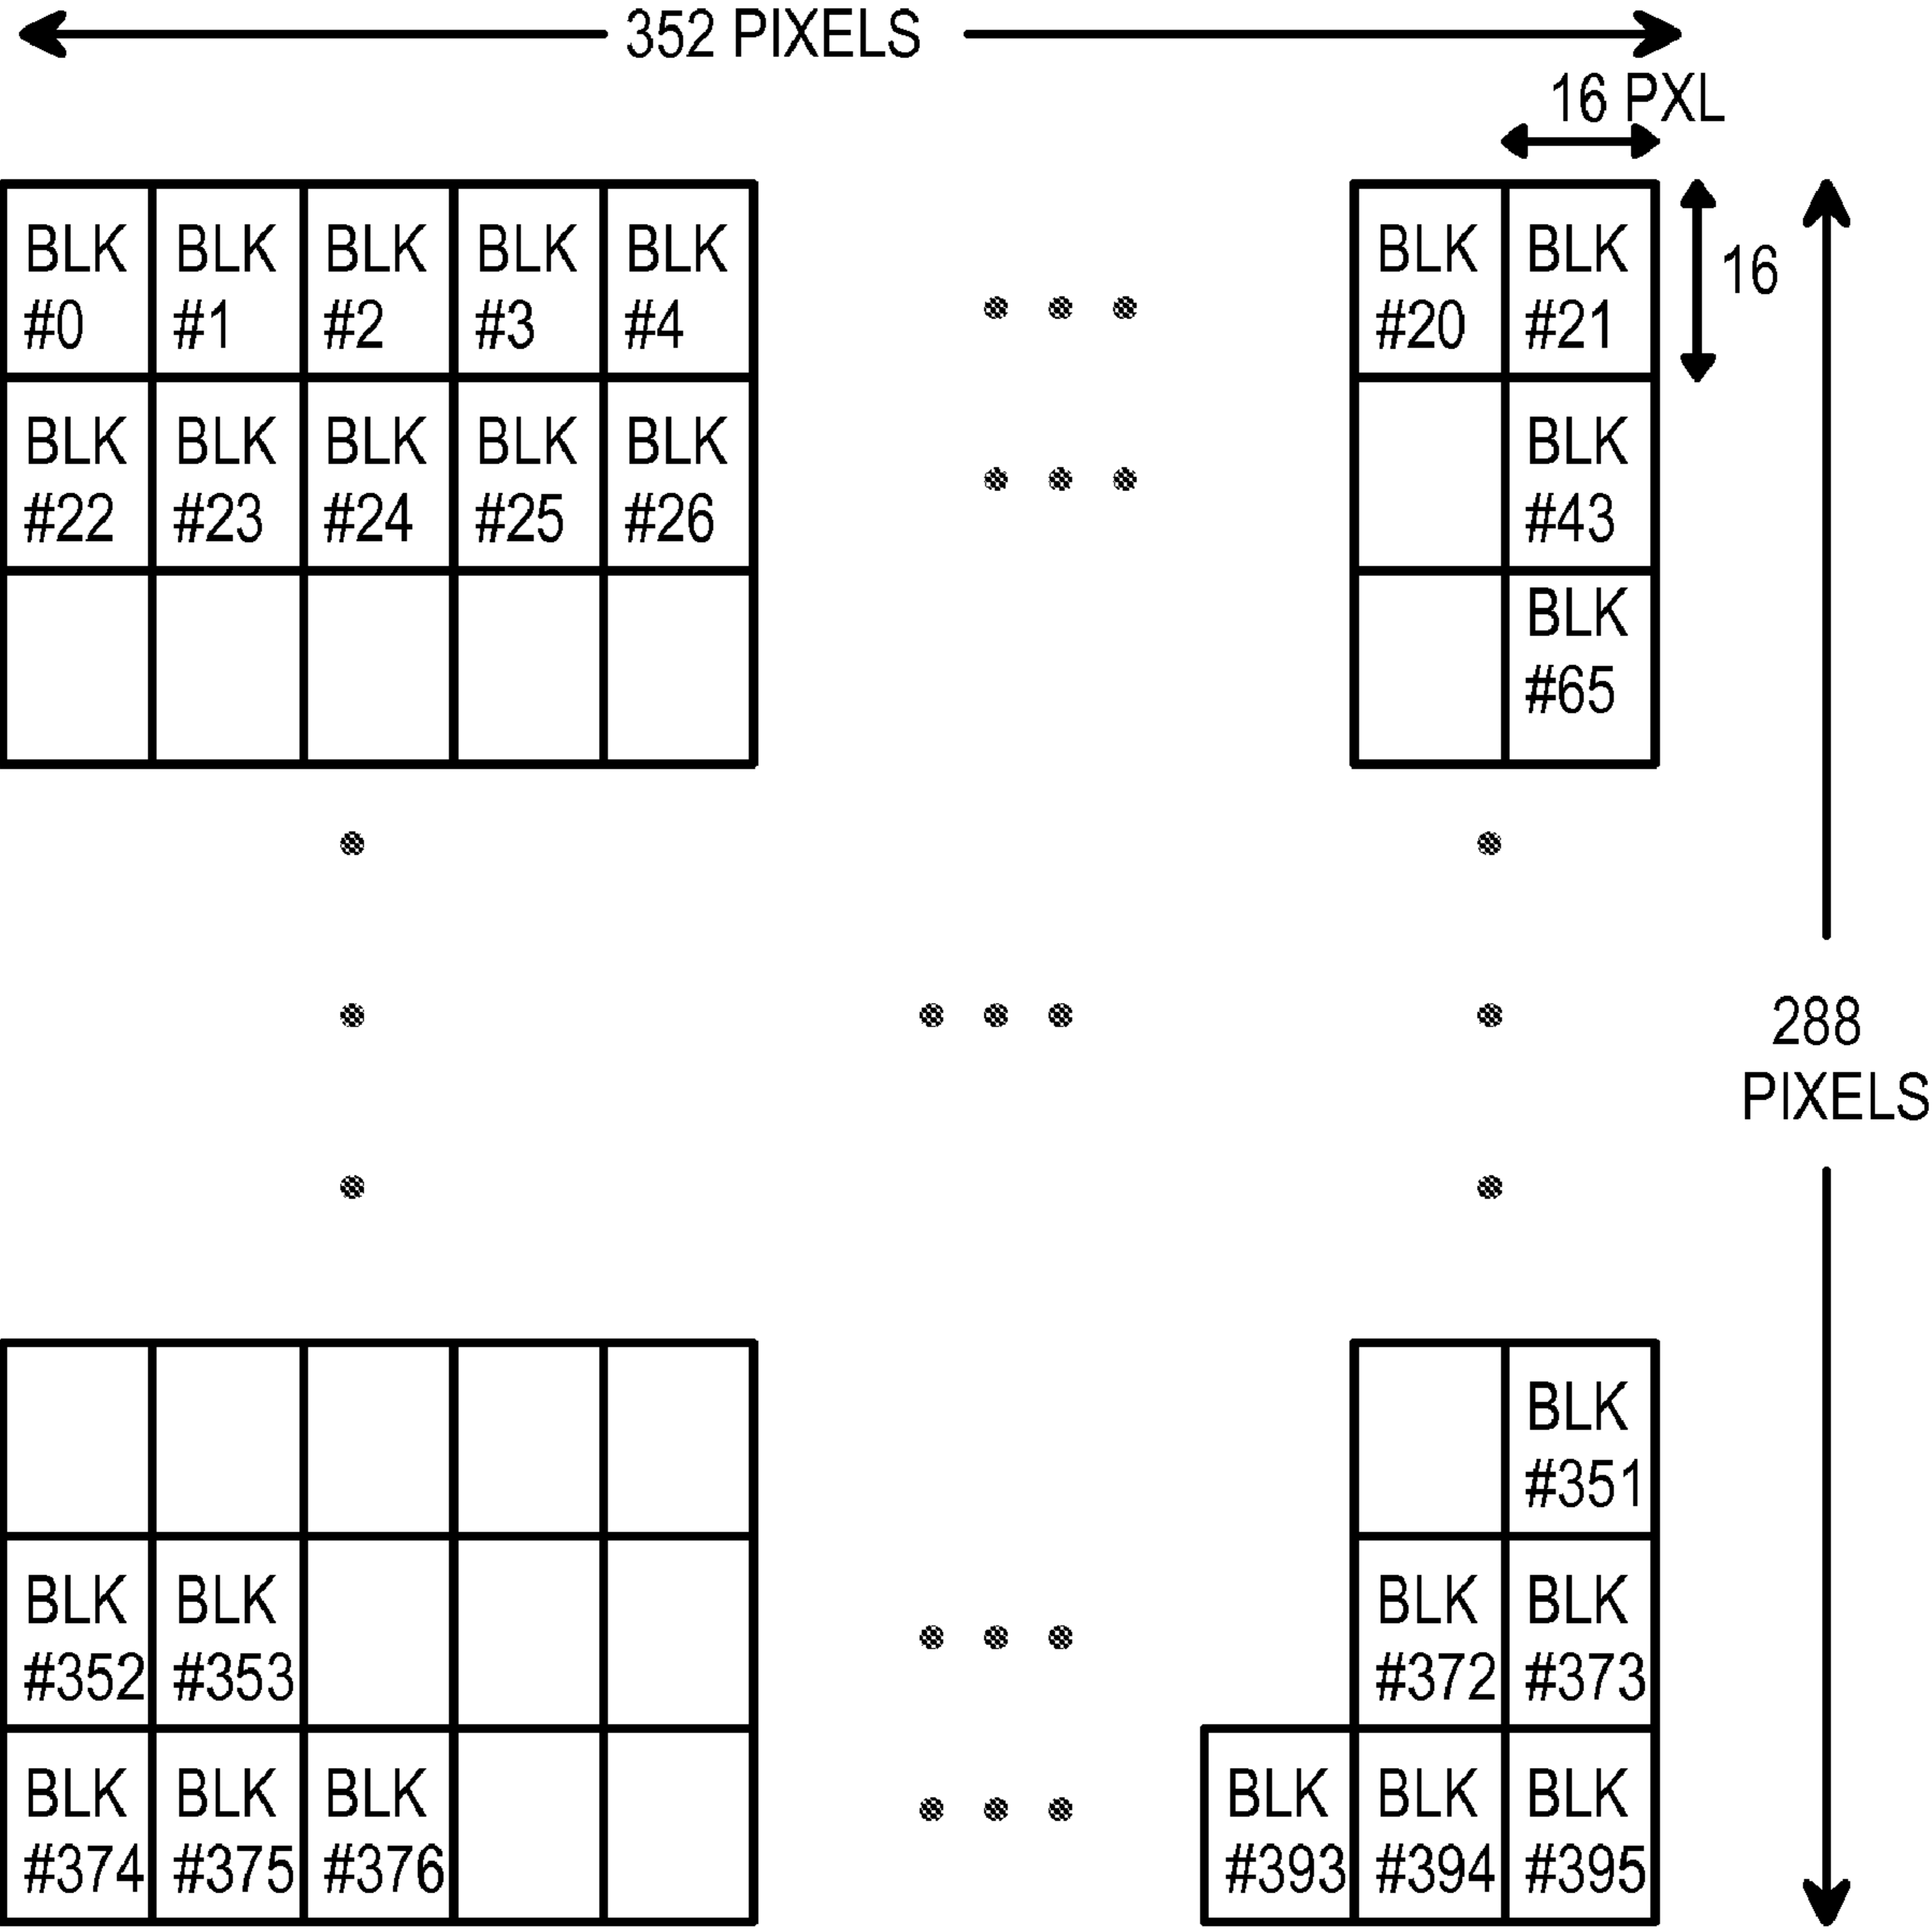 352 PIXELS
16 PXL
BLK BLK BLK BLK BLK BLK BLK
#0 #1 #2 #3 #4 #20 #21
16
BLK BLK BLK BLK BLK BLK
#22 #23 #24 #25 #26 #43
BLK
#65
288
PIXELS
BLK
#351
BLK BLK BLK BLK
#352 #353 #372 #373
BLK BLK BLK BLK BLK BLK
#374 #375 #376 #393 #394 #395